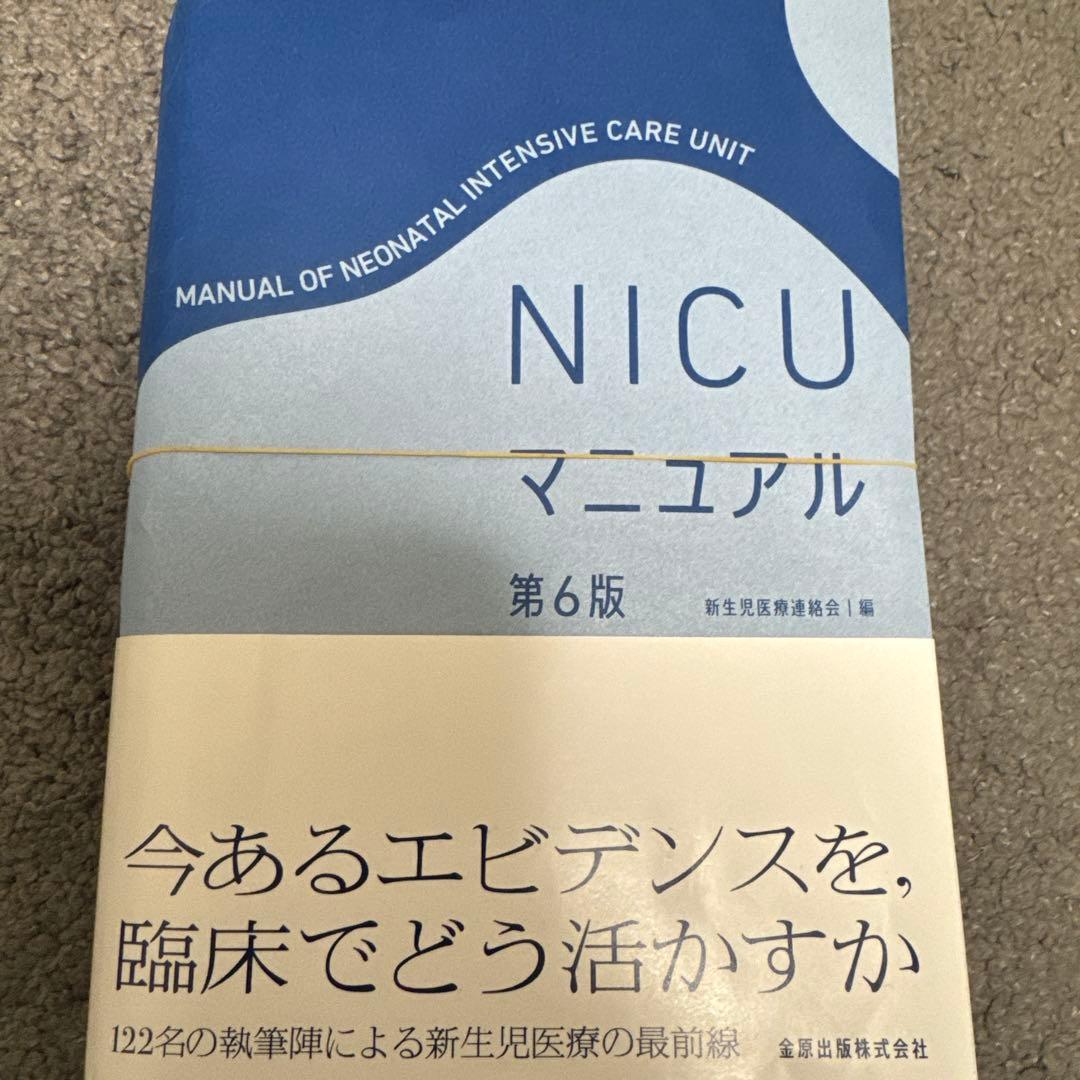 MANUAL OF NEONATAL INTENSIVE CARE UNIT
NICU
マニュアル
第6版 新生児医療連絡会|編
今あるエビデンスを,
臨床でどう活かすか
122名の執筆陣による新生児医療の最前線 金原出版株式会社